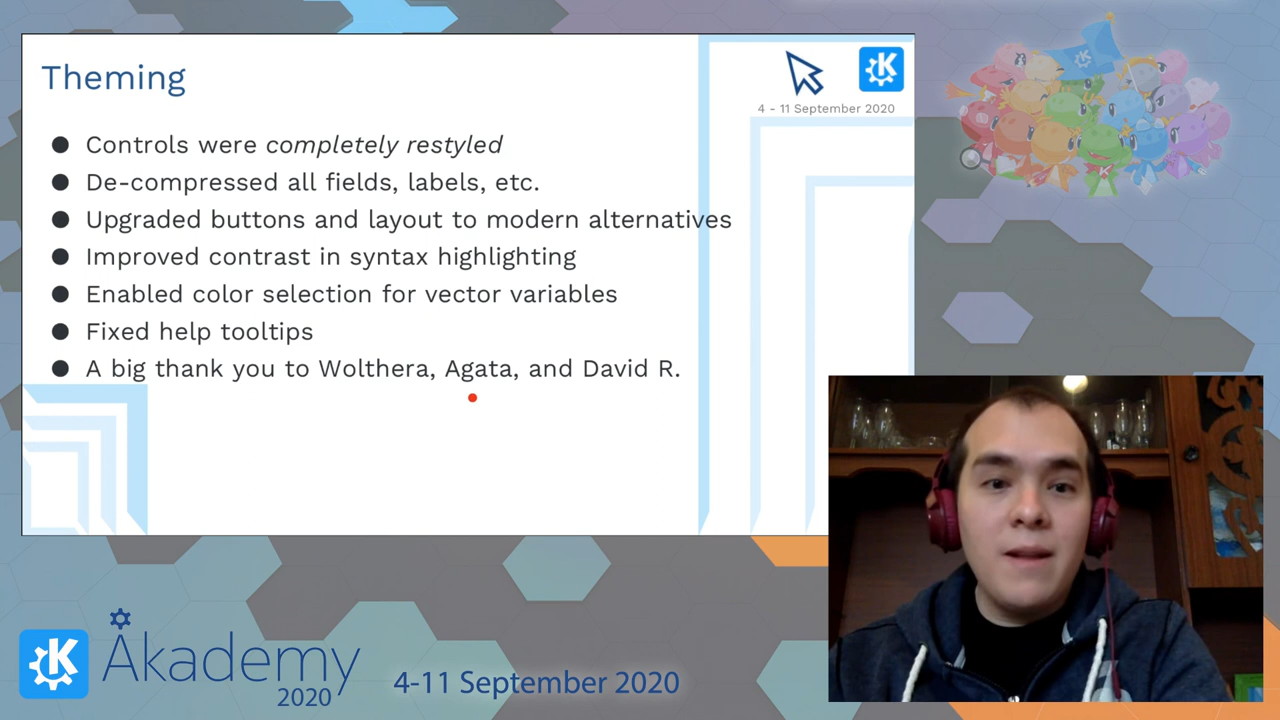 Theming
4 - 11 September 2020
● Controls were completely restyled
● De-compressed all fields, labels, etc.
● Upgraded buttons and layout to modern alternatives
● Improved contrast in syntax highlighting
● Enabled color selection for vector variables
● Fixed help tooltips
● A big thank you to Wolthera, Agata, and David R.
Akademy
2020
4-11 September 2020